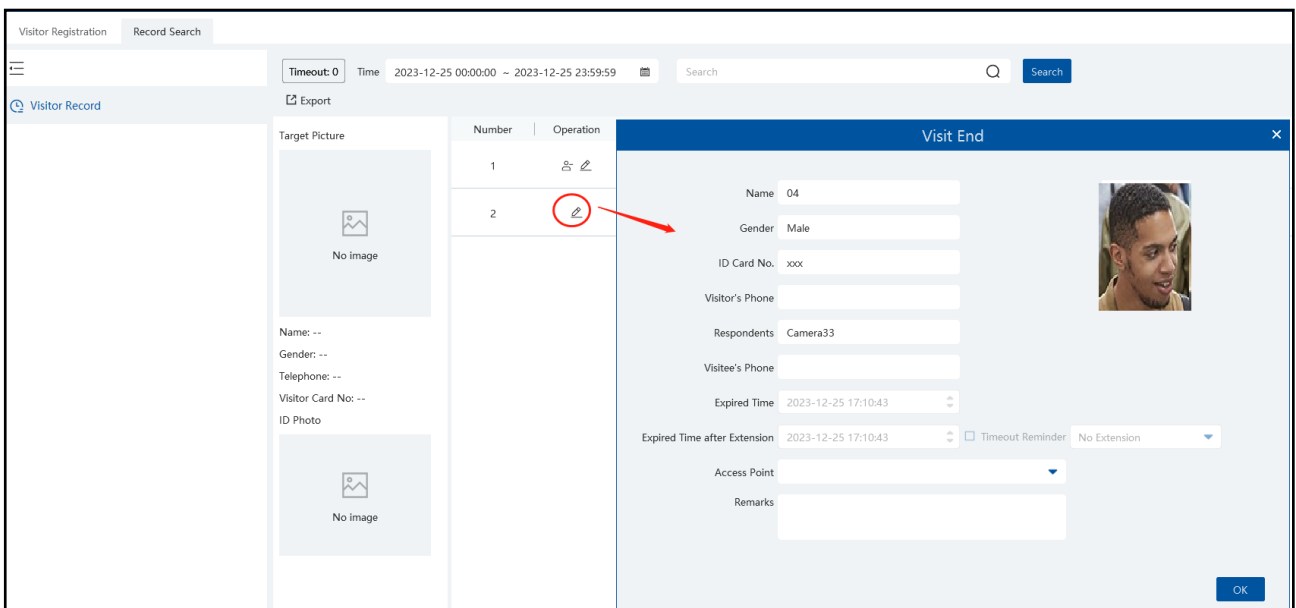 Visitor Registration Record Search
Timeout: 0 Time 2023-12-25 00:00:00 ~ 2023-12-25 23:59:59 Search Search
Visitor Record
Export
Target Picture
No image
Name: --
Gender: --
Telephone: --
Visitor Card No: --
ID Photo
No image
Number Operation
1
2
Visit End
Name 04
Gender Male
ID Card No. xxx
Visitor's Phone
Respondents Camera33
Visitee's Phone
Expired Time 2023-12-25 17:10:43
Expired Time after Extension 2023-12-25 17:10:43 Timeout Reminder No Extension
Access Point
Remarks
OK